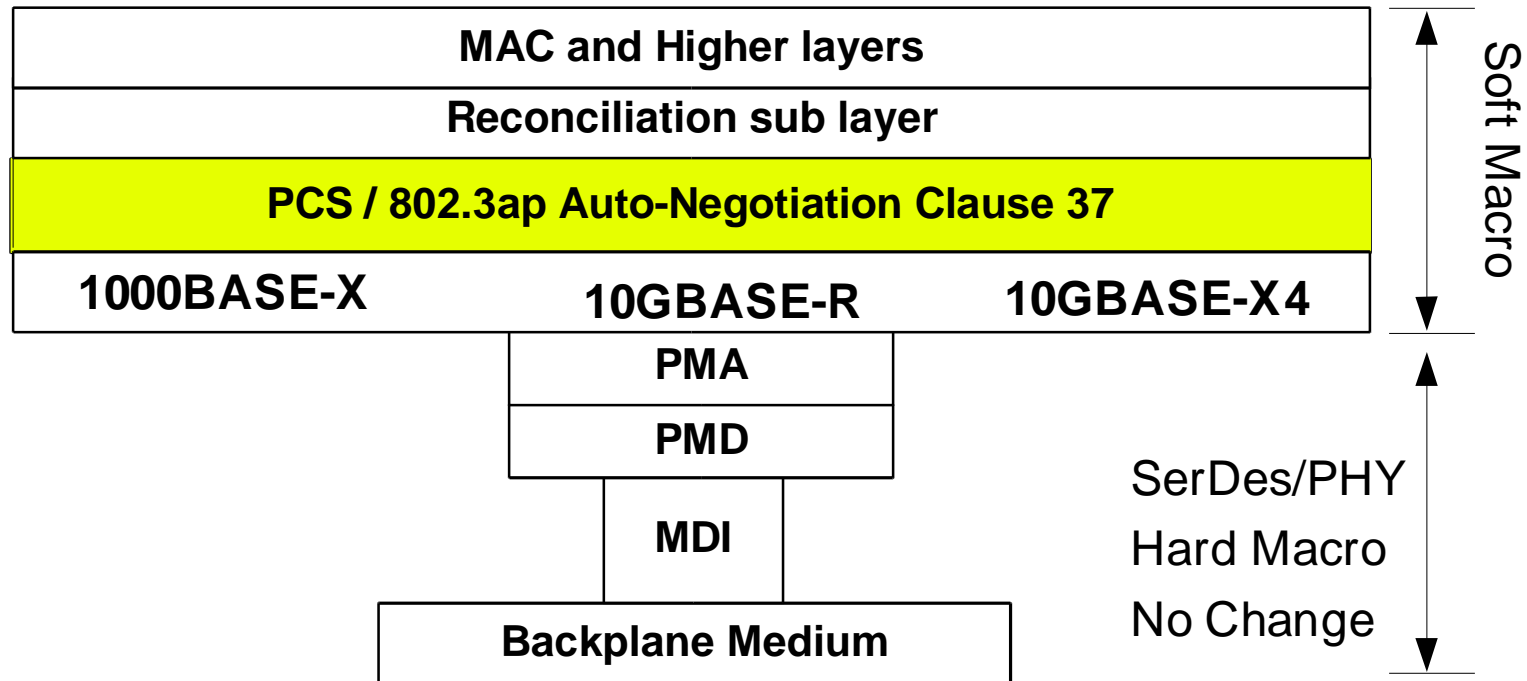 MAC and Higher layers
Reconciliation sub layer
PCS / 802.3ap Auto-Negotiation Clause 37
1000BASE-X 10GBASE-R 10GBASE-X4
Soft Macro
PMA
PMD
MDI
Backplane Medium
SerDes/PHY
Hard Macro
No Change